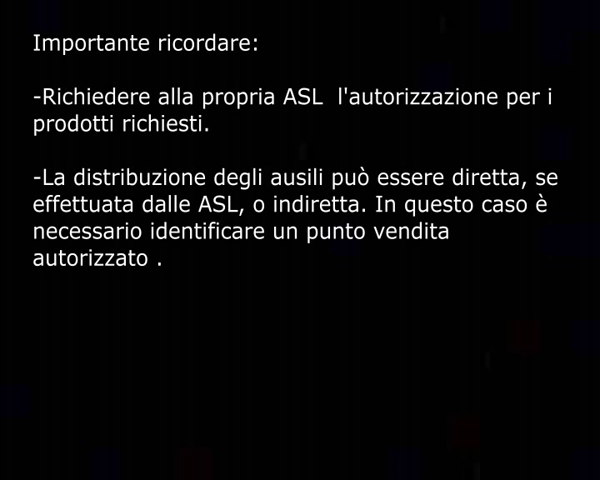 Importante ricordare:
-Richiedere alla propria ASL  l'autorizzazione per i
prodotti richiesti.
-La distribuzione degli ausili può essere diretta, se
effettuata dalle ASL, o indiretta. In questo caso è
necessario identificare un punto vendita
autorizzato .